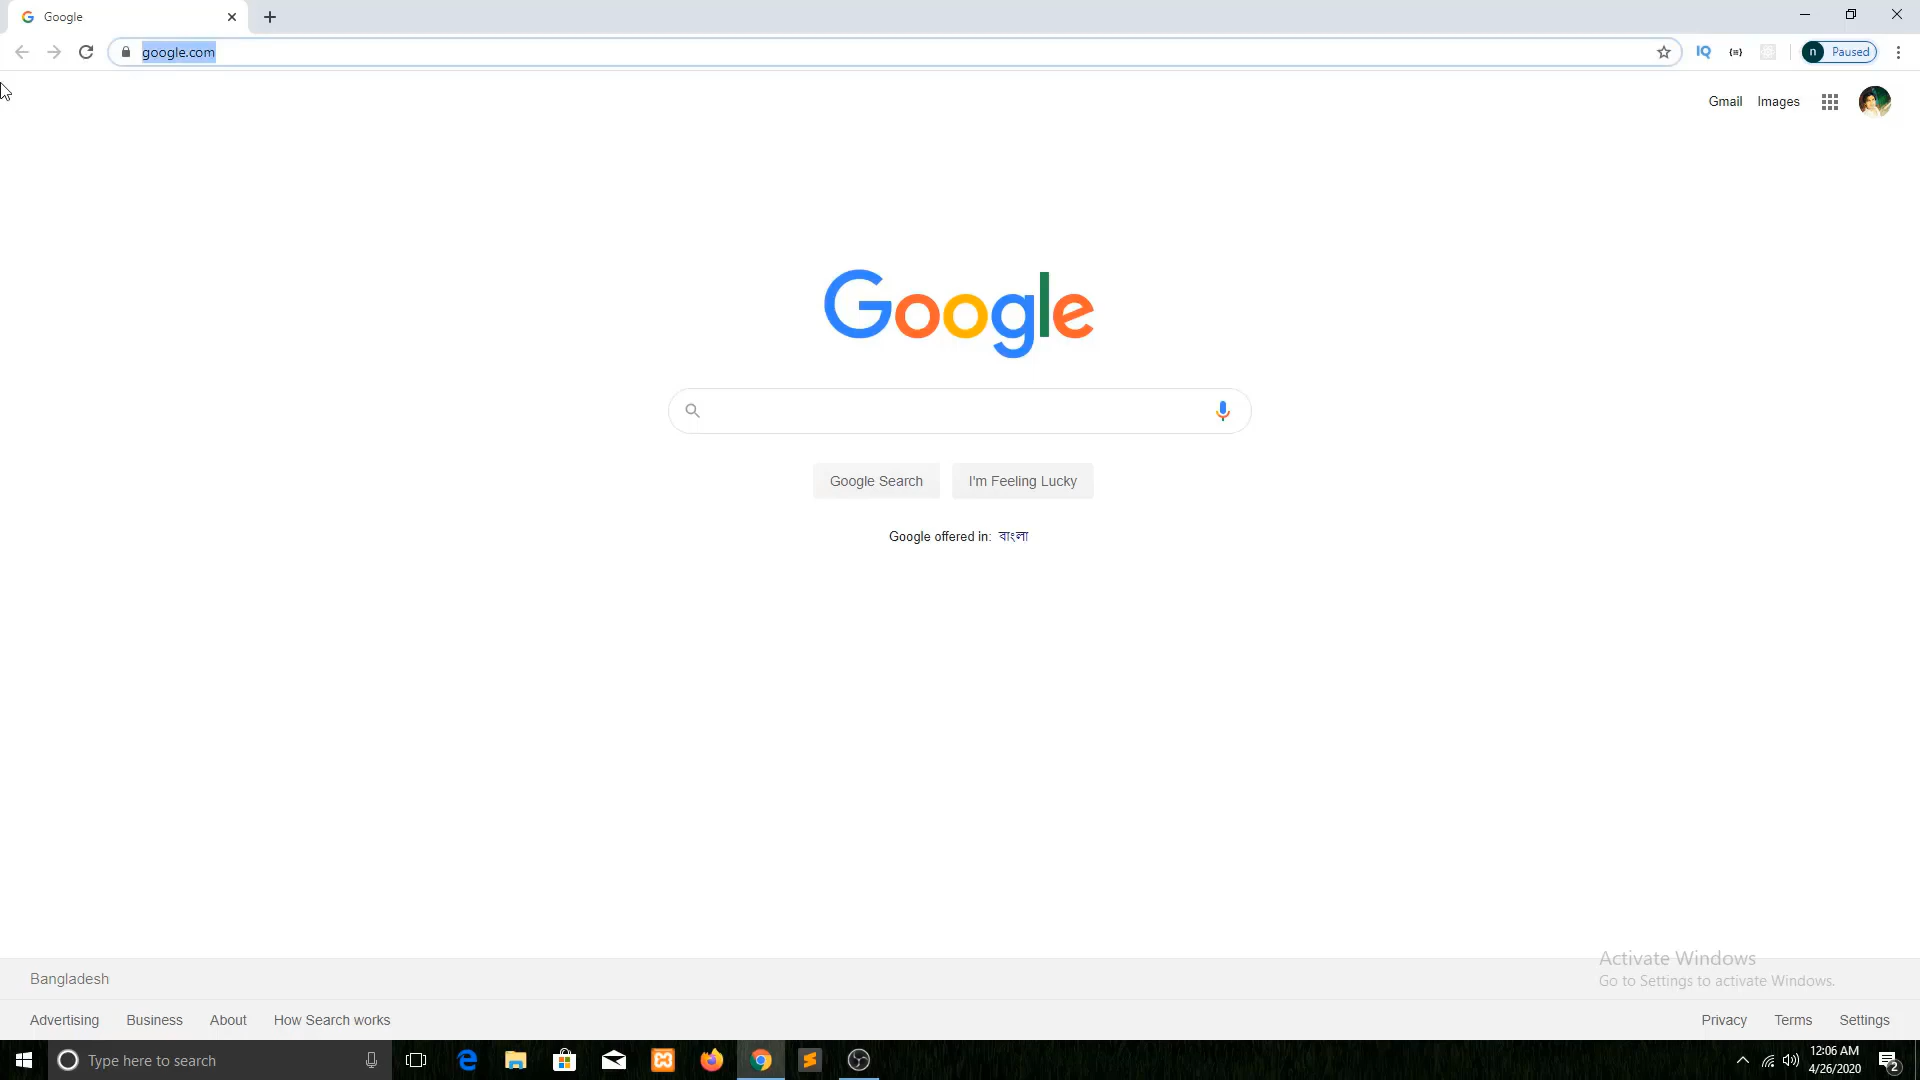 Google
google.com
IQ
n Paused
Gmail Images
Google
Google Search I'm Feeling Lucky
Google offered in: বাংলা
Activate Windows
Go to Settings to activate Windows.
Bangladesh
Advertising Business About How Search works
Privacy Terms Settings
Type here to search
12:06 AM
4/26/2020
2